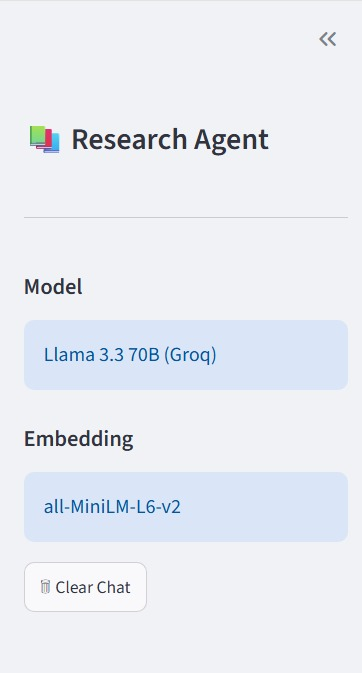 Research Agent
Model
Llama 3.3 70B (Groq)
Embedding
all-MiniLM-L6-v2
Clear Chat